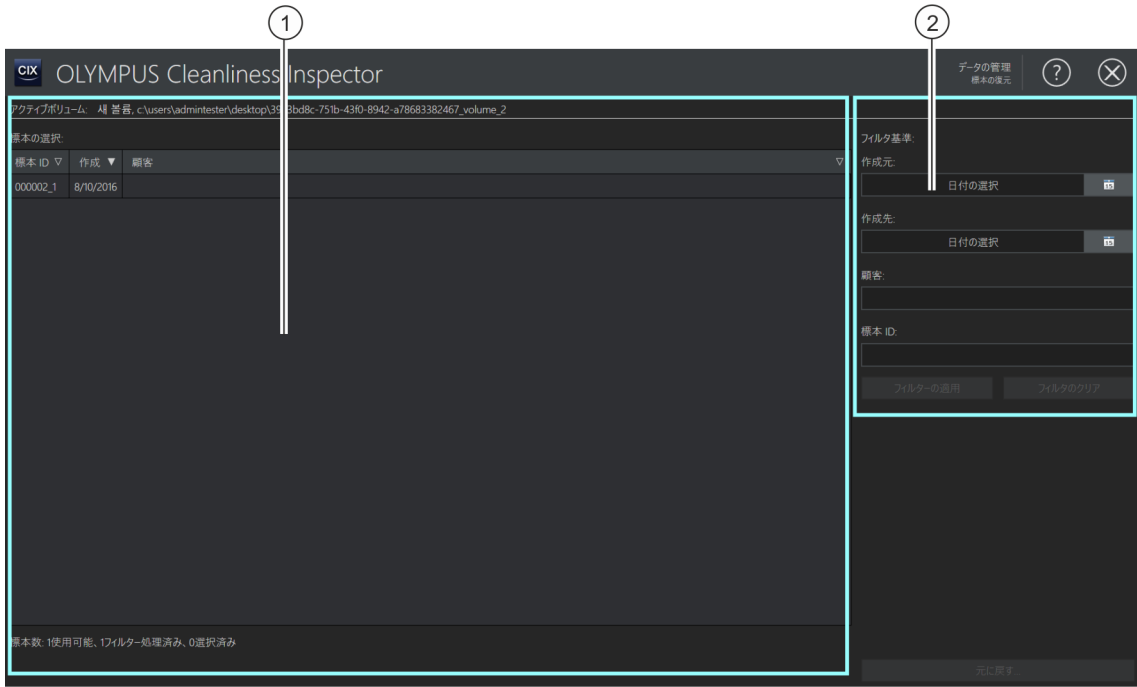 1
2
CIX
OLYMPUS Cleanliness Inspector
データの管理
標本の復元
?
アクティブボリューム: 새 볼륨, c:\users\admintester\desktop\39 3bd8c-751b-43f0-8942-a78683382467_volume_2
標本の選択:
標本 ID ▽ 作成 ▼ 顧客 ▽
000002_1 8/10/2016
標本数: 1使用可能、1フィルター処理済み、0選択済み
フィルタ基準:
作成元:
日付の選択 15
作成先:
日付の選択 15
顧客:
標本 ID:
フィルターの適用 フィルタのクリア
元に戻す...